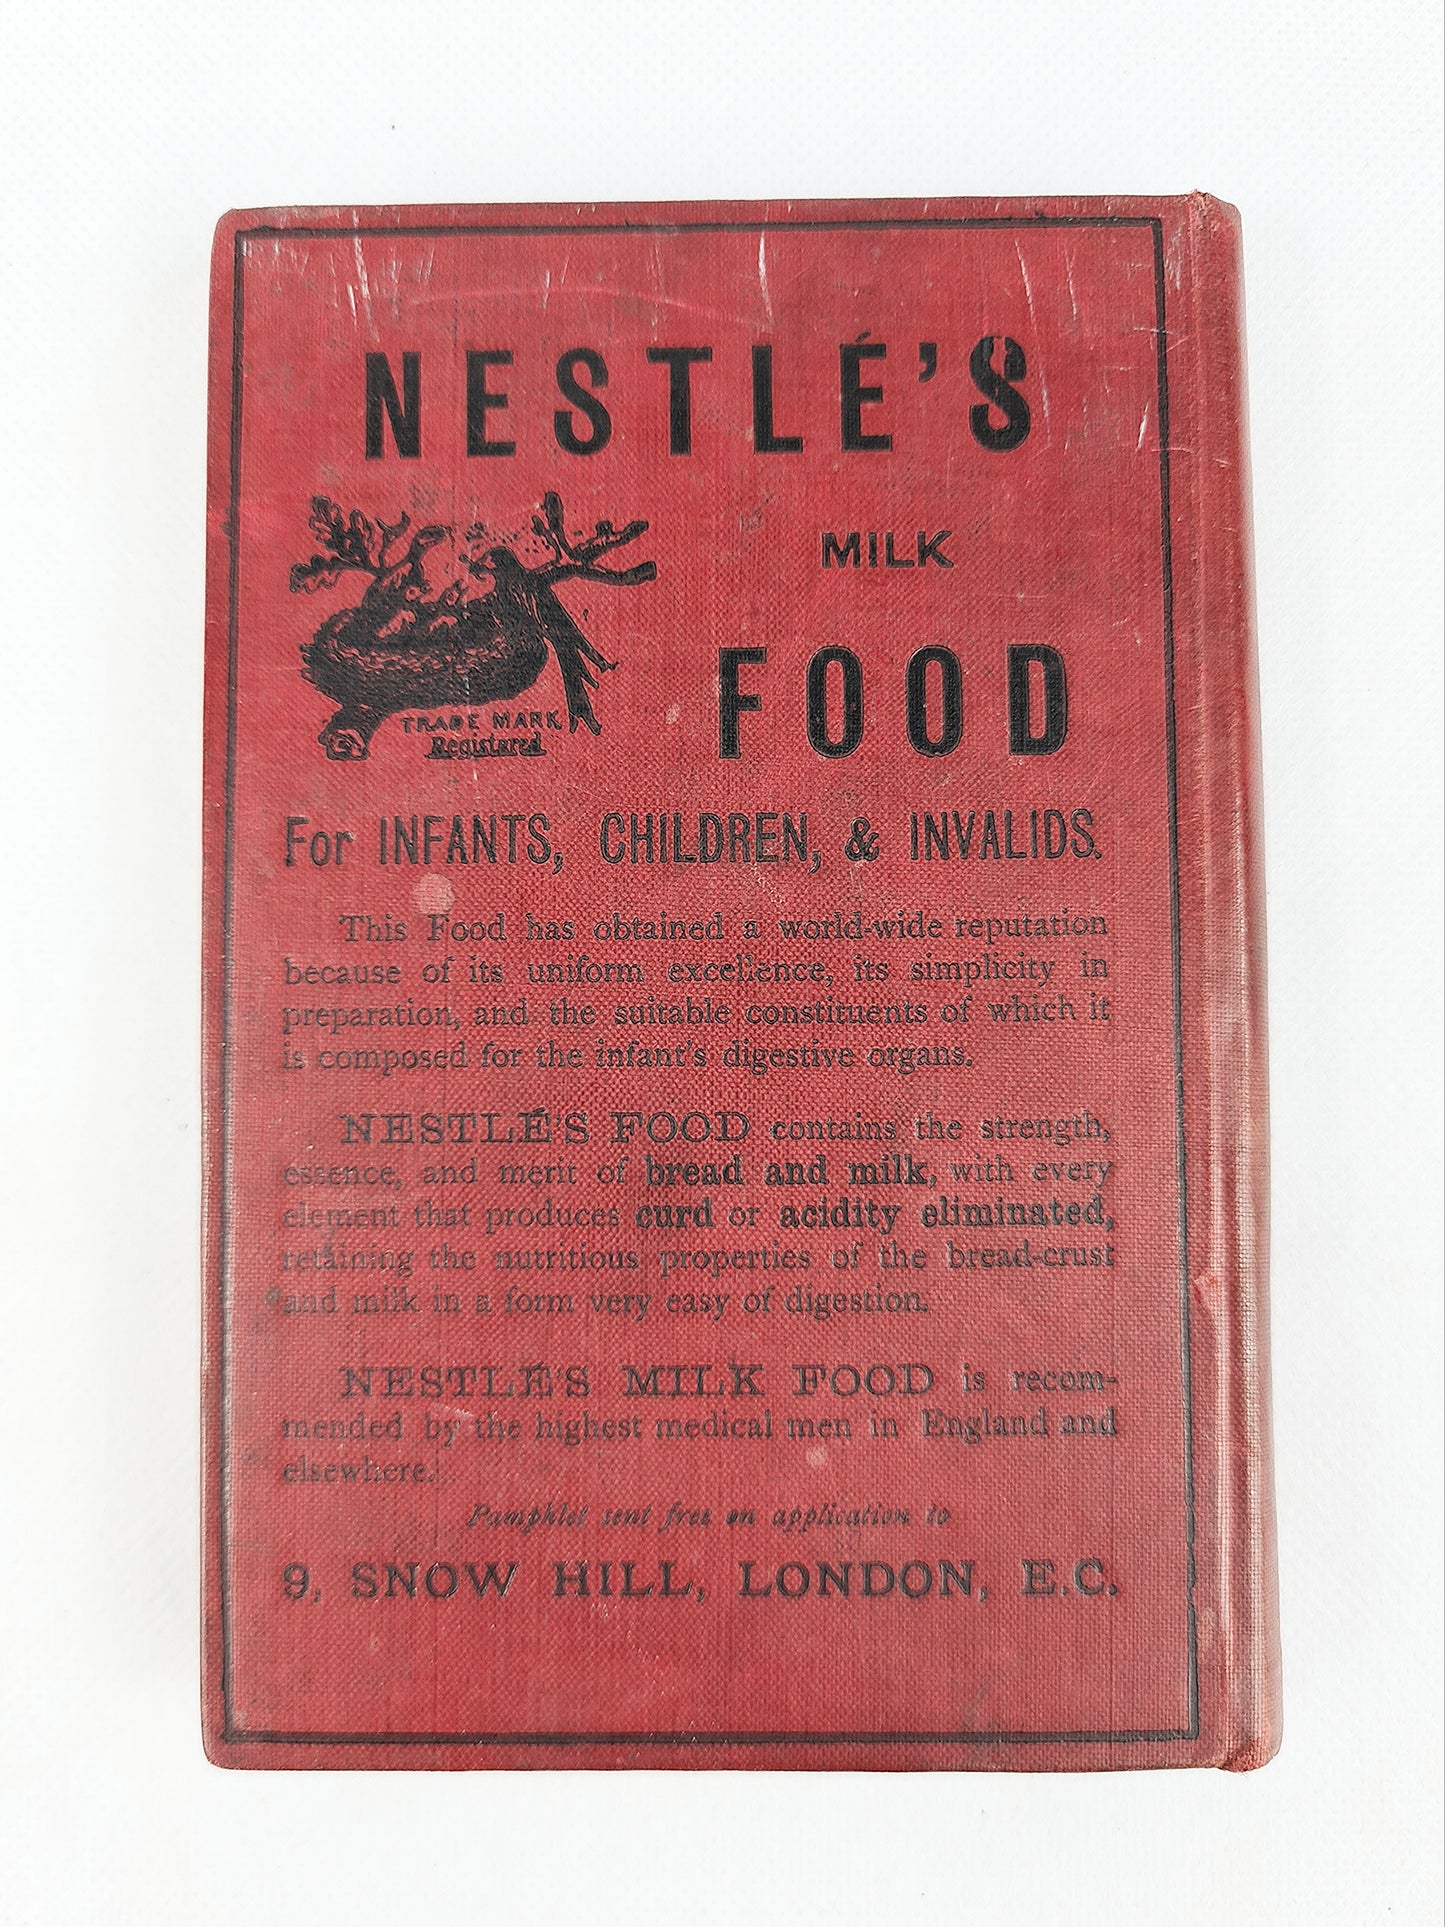 NESTLÉ'S
MILK
FOOD
TRADE MARK
Registered
For INFANTS, CHILDREN, & INVALIDS.
This Food has obtained a world-wide reputation
because of its uniform excellence, its simplicity in
preparation, and the suitable constituents of which it
is composed for the infant's digestive organs.
NESTLÉ'S FOOD contains the strength,
essence, and merit of bread and milk, with every
element that produces curd or acidity eliminated,
retaining the nutritious properties of the bread-crust
and milk in a form very easy of digestion.
NESTLÉ'S MILK FOOD is recom-
mended by the highest medical men in England and
elsewhere.
Pamphlet sent free on application to
9, SNOW HILL, LONDON, E.C.